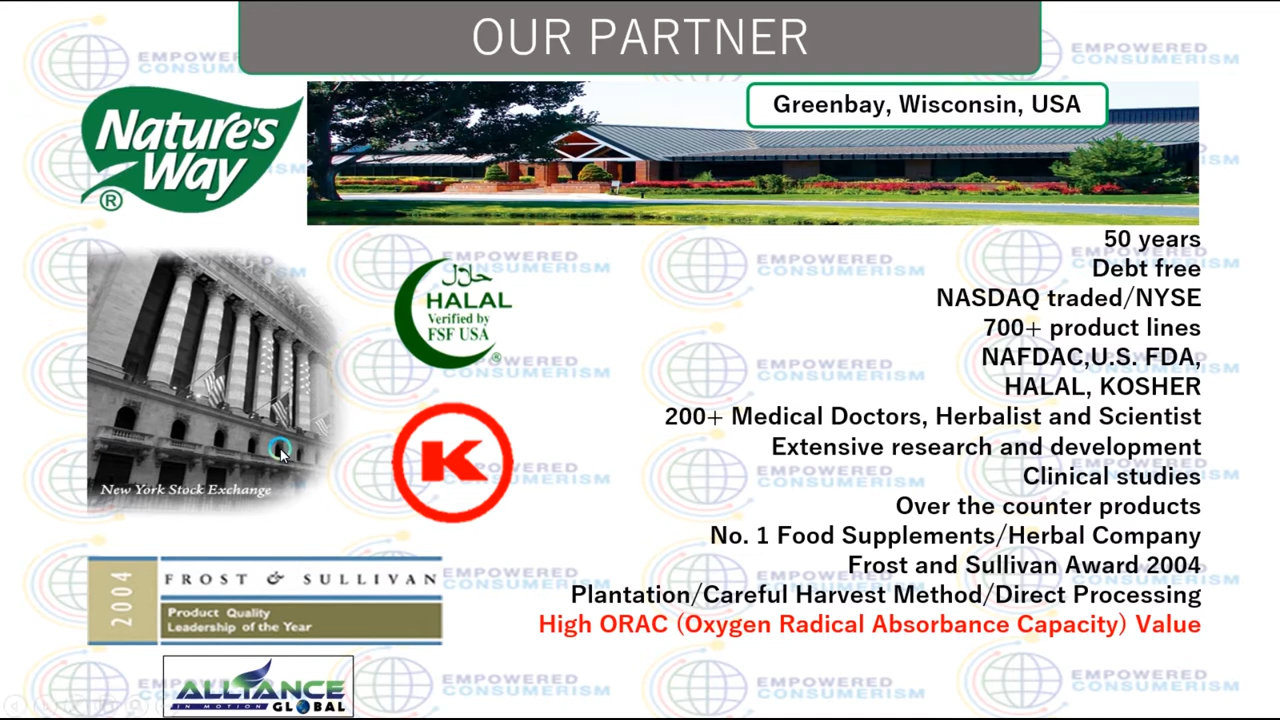 OUR PARTNER
Nature's
Way
®
Greenbay, Wisconsin, USA
50 years
Debt free
NASDAQ traded/NYSE
700+ product lines
NAFDAC,U.S. FDA,
HALAL, KOSHER
200+ Medical Doctors, Herbalist and Scientist
Extensive research and development
Clinical studies
Over the counter products
No. 1 Food Supplements/Herbal Company
Frost and Sullivan Award 2004
Plantation/Careful Harvest Method/Direct Processing
High ORAC (Oxygen Radical Absorbance Capacity) Value
حلال
HALAL
Verified by
FSF USA
®
K
New York Stock Exchange
2004
FROST & SULLIVAN
Product Quality
Leadership of the Year
ALLIANCE
IN MOTION GLOBAL
EMPOWERED
CONSUMERISM